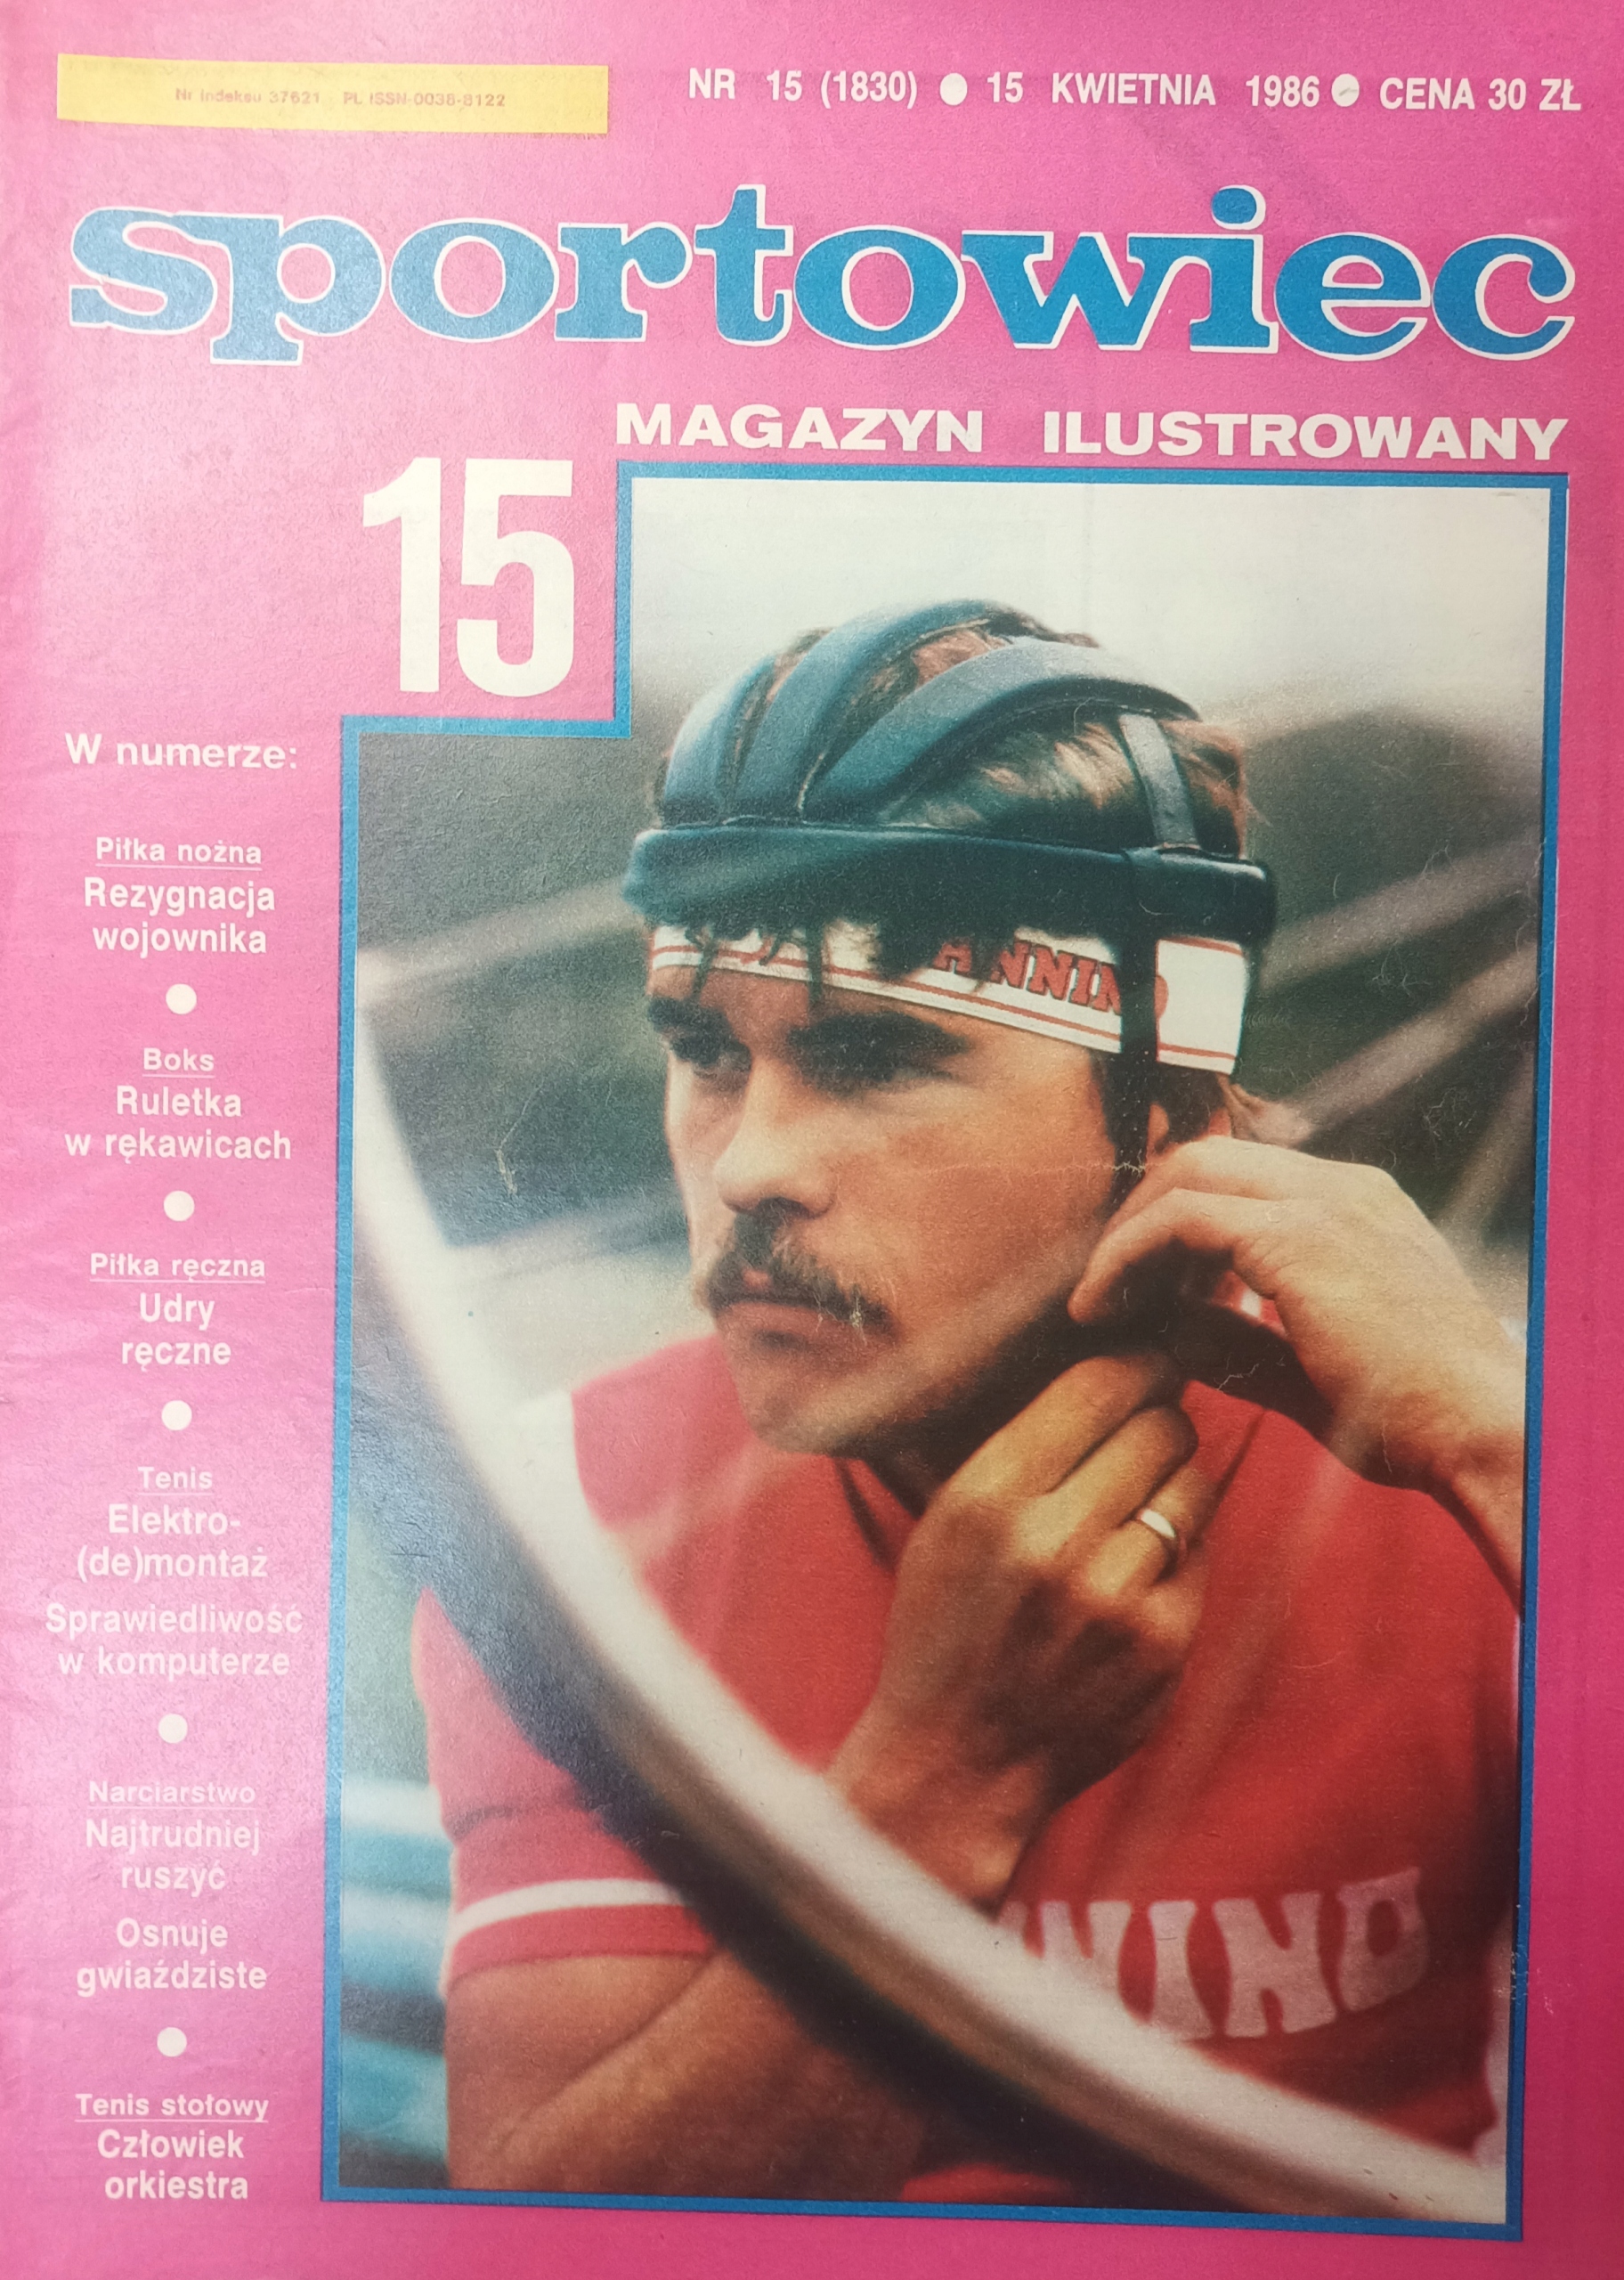 Nr indeksu 37621 PL ISSN-0038-8122
NR 15 (1830) ● 15 KWIETNIA 1986 ● CENA 30 ZŁ
sportowiec
MAGAZYN ILUSTROWANY
15
W numerze:
Piłka nożna
Rezygnacja
wojownika
●
Boks
Ruletka
w rękawicach
●
Piłka ręczna
Udry
ręczne
●
Tenis
Elektro-
(de)montaż
Sprawiedliwość
w komputerze
●
Narciarstwo
Najtrudniej
ruszyć
Osnuje
gwiaździste
●
Tenis stołowy
Człowiek
orkiestra
ANNINO
NINO